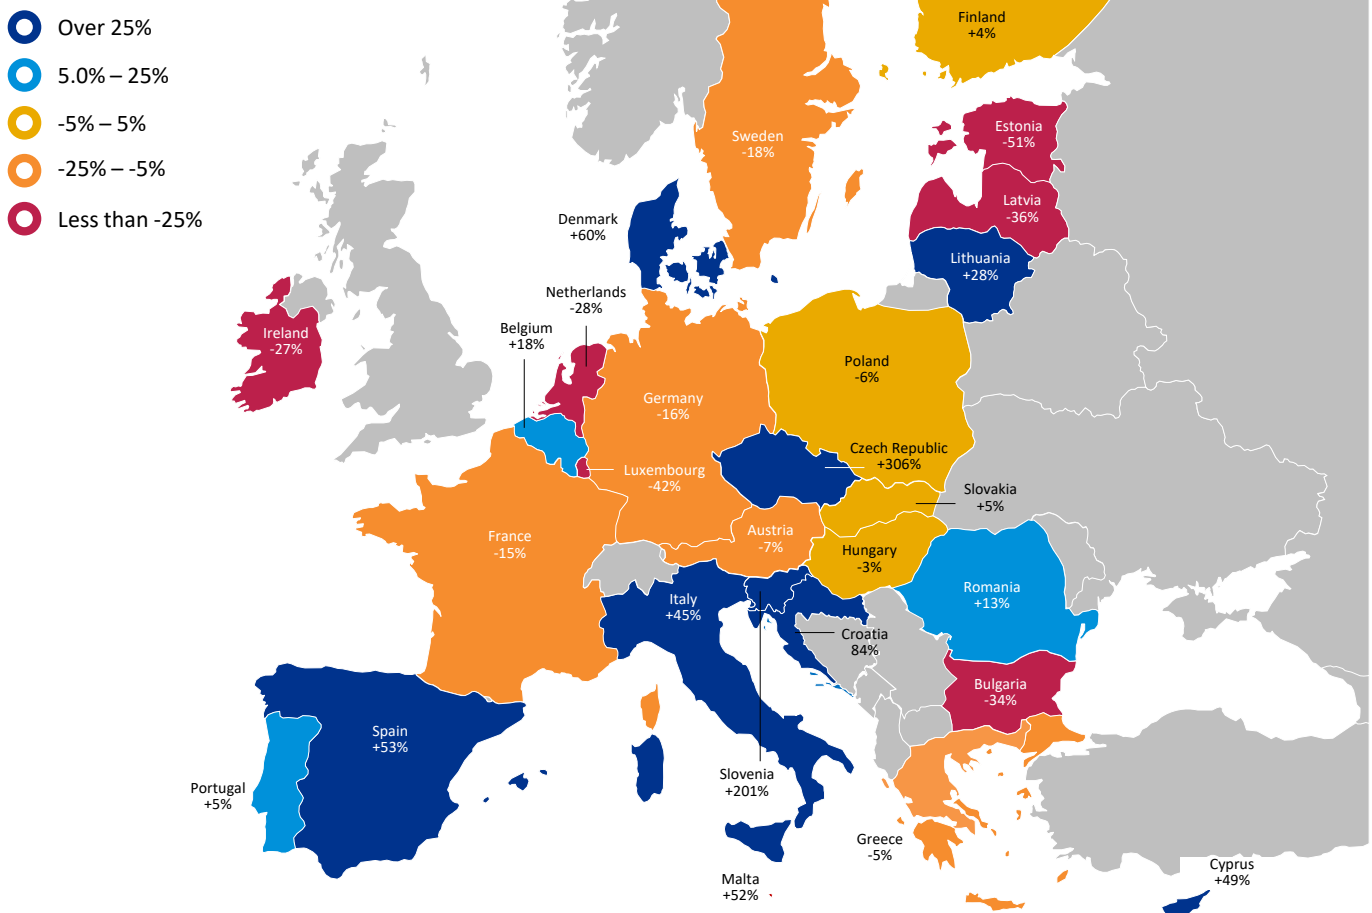 Over 25%
5.0% – 25%
-5% – 5%
-25% – -5%
Less than -25%
Finland
+4%
Sweden
-18%
Estonia
-51%
Latvia
-36%
Denmark
+60%
Lithuania
+28%
Netherlands
-28%
Belgium
+18%
Ireland
-27%
Poland
-6%
Germany
-16%
Czech Republic
+306%
Luxembourg
-42%
Slovakia
+5%
France
-15%
Austria
-7%
Hungary
-3%
Romania
+13%
Italy
+45%
Croatia
84%
Bulgaria
-34%
Spain
+53%
Portugal
+5%
Slovenia
+201%
Greece
-5%
Malta
+52%
Cyprus
+49%